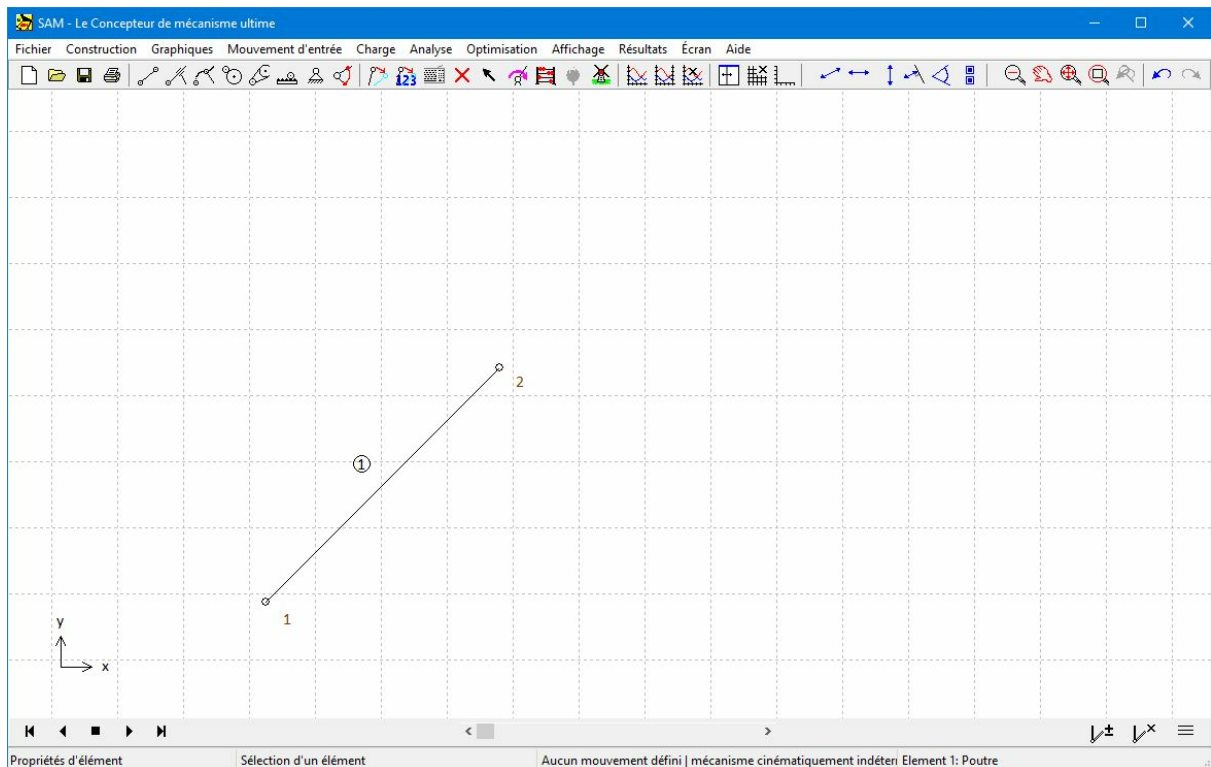 SAM - Le Concepteur de mécanisme ultime
Fichier Construction Graphiques Mouvement d'entrée Charge Analyse Optimisation Affichage Résultats Écran Aide
123
2
1
1
y
x
Propriétés d'élément Sélection d'un élément Aucun mouvement défini | mécanisme cinématiquement indéter Element 1: Poutre